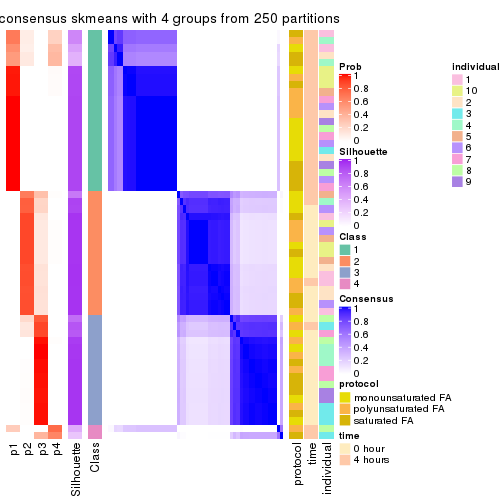 consensus skmeans with 4 groups from 250 partitions
individual
1
10
2
3
4
5
6
7
8
9
Prob
1
0.8
0.6
0.4
0.2
0
Silhouette
1
0.8
0.6
0.4
0.2
0
Class
1
2
3
4
Consensus
1
0.8
0.6
0.4
0.2
0
protocol
monounsaturated FA
polyunsaturated FA
saturated FA
time
0 hour
4 hours
p1
p2
p3
p4
Silhouette
Class
protocol
time
individual